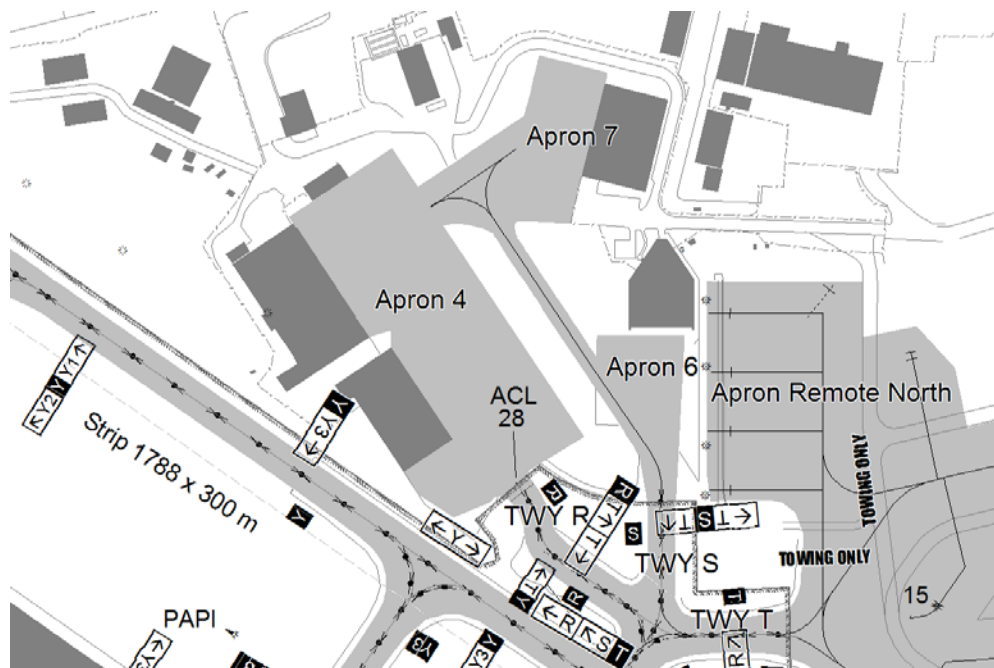 Apron 7
Apron 4
Apron 6
Apron Remote North
ACL
28
↖Y2 Y Y1↗
Y Y3→
Strip 1788 x 300 m
TOWING ONLY
TOWING ONLY
R
R
←T→
TWY R
S
←T S T→
TWY S
Y
←Y→
Y T→
R
←R ↖S T
T
TWY T
R→
15
PAPI
Y3
Y3 Y